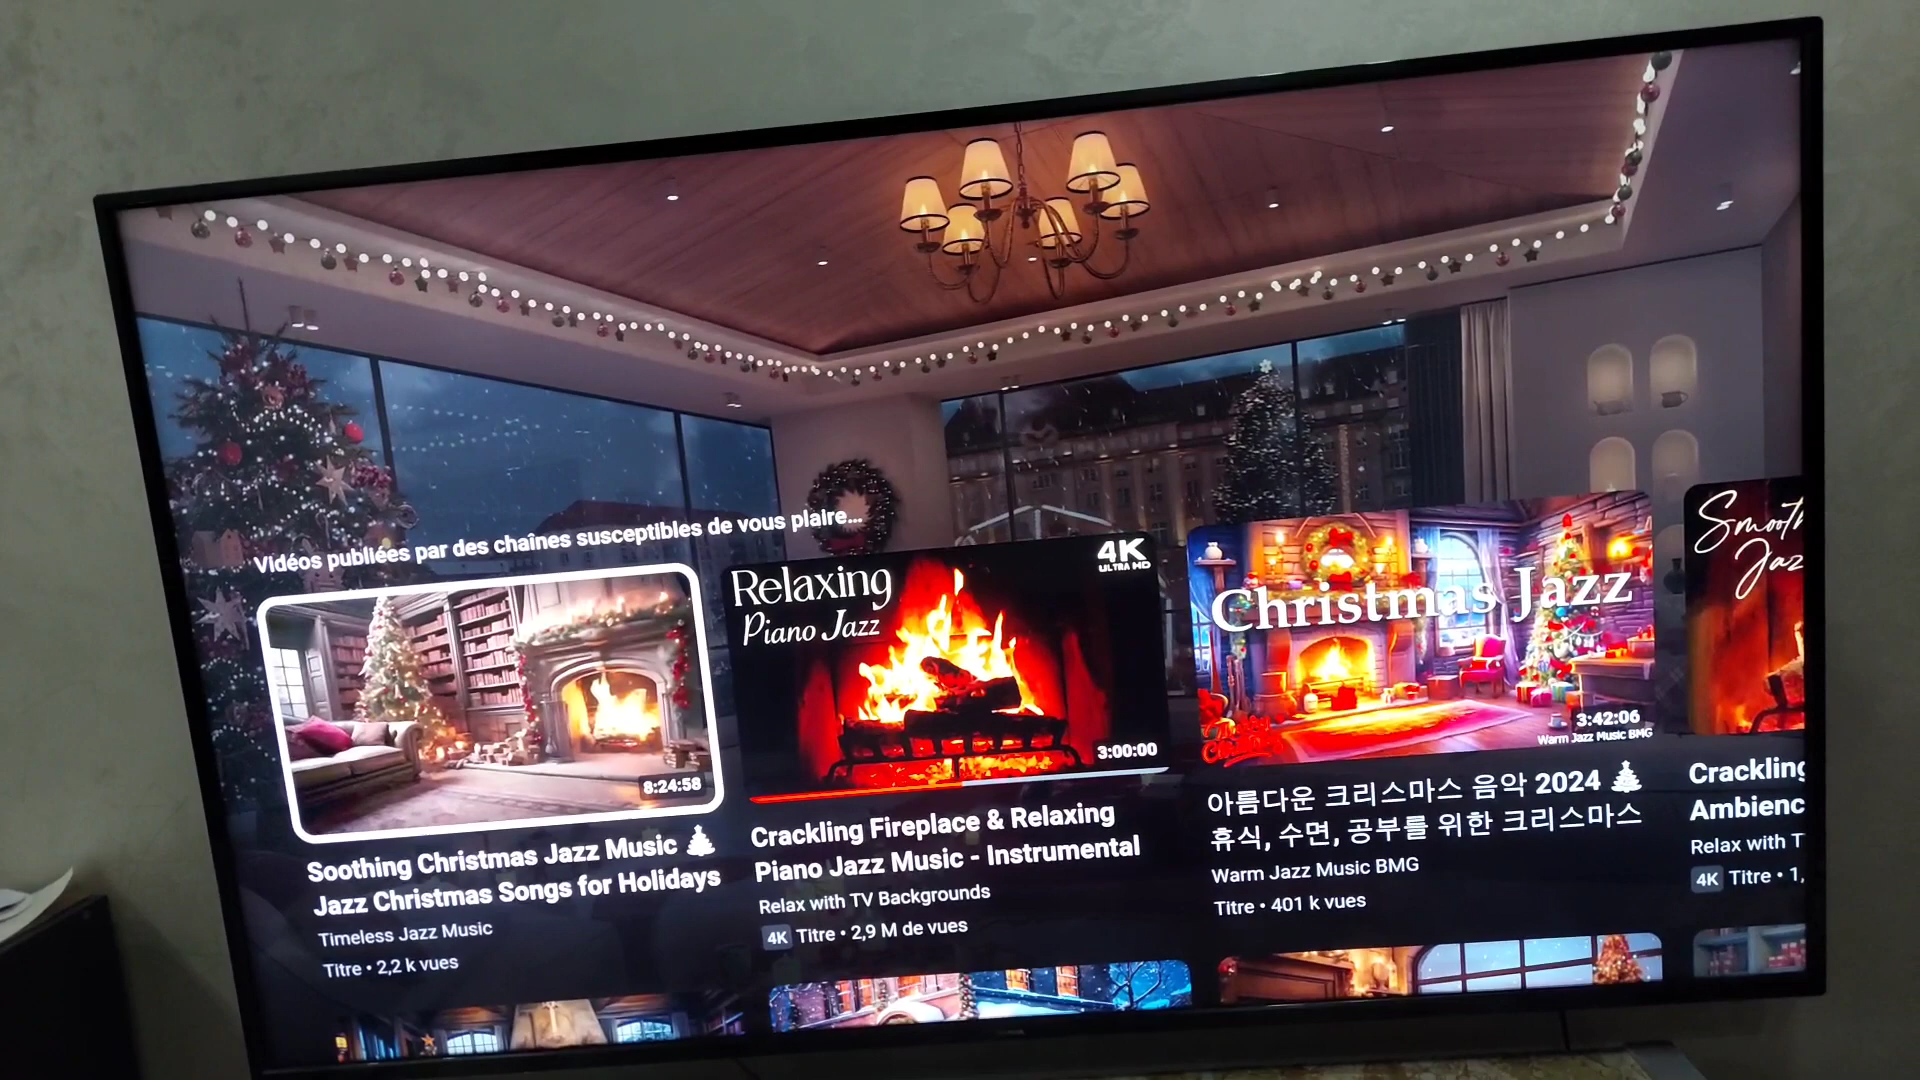 Vidéos publiées par des chaînes susceptibles de vous plaire...
8:24:58
Soothing Christmas Jazz Music 🎄
Jazz Christmas Songs for Holidays
Timeless Jazz Music
Titre • 2,2 k vues
Relaxing
Piano Jazz
4K
ULTRA HD
3:00:00
Crackling Fireplace & Relaxing
Piano Jazz Music - Instrumental
Relax with TV Backgrounds
4K Titre • 2,9 M de vues
Christmas Jazz
3:42:06
Warm Jazz Music BMG
아름다운 크리스마스 음악 2024 🎄
휴식, 수면, 공부를 위한 크리스마스
Warm Jazz Music BMG
Titre • 401 k vues
Smooth
Jaz
Crackling
Ambienc
Relax with T
4K Titre • 1,